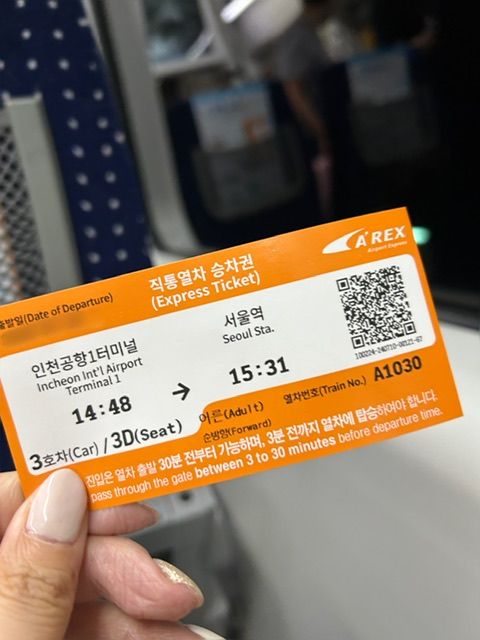 A'REX
Airport Express
직통열차 승차권
(Express Ticket)
출발일(Date of Departure)
인천공항1터미널
Incheon Int'l Airport
Terminal 1
14:48
→
서울역
Seoul Sta.
15:31
100224-240710-08121-67
3호차(Car) / 3D(Seat)
어른(Adult)
순방향(Forward)
열차번호(Train No.) A1030
진입은 열차 출발 30분 전부터 가능하며, 3분 전까지 열차에 탑승하여야 합니다.
pass through the gate between 3 to 30 minutes before departure time.